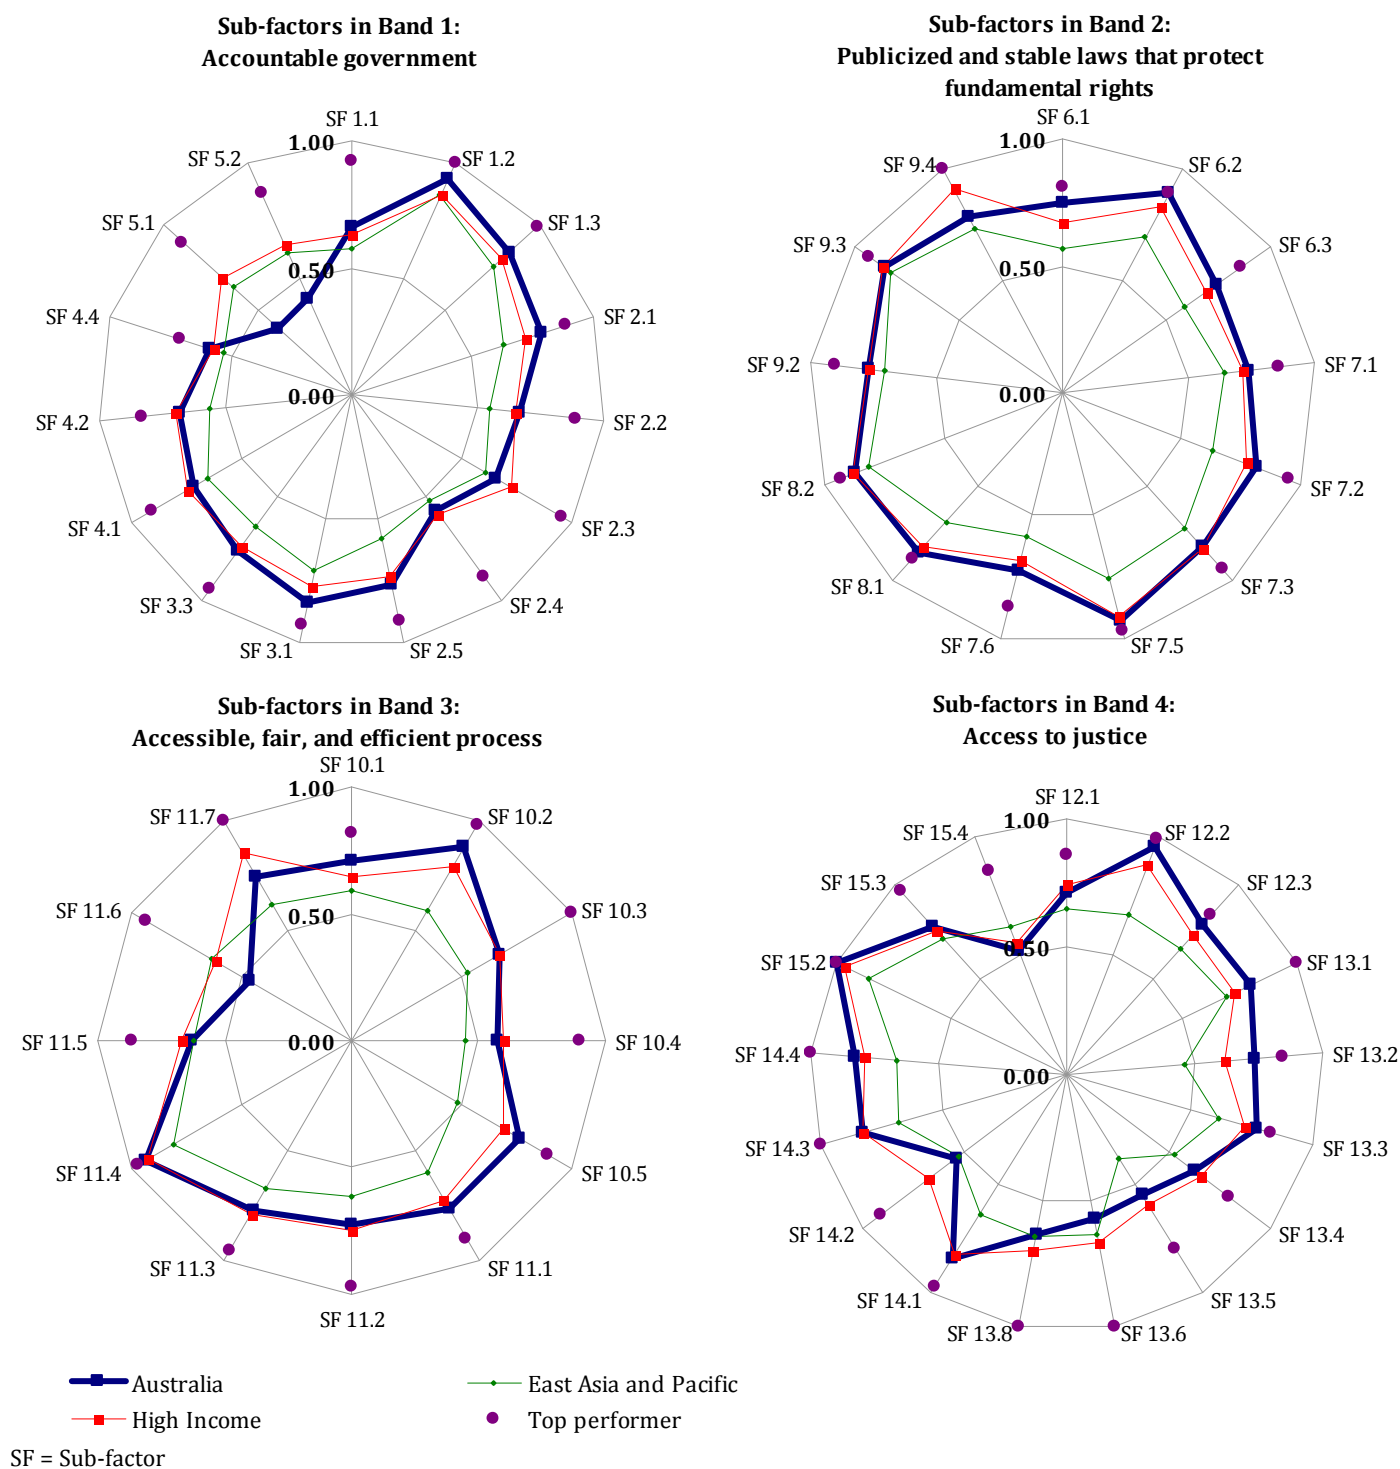 Sub-factors in Band 1:
Accountable government
SF 1.1
1.00
SF 1.2
SF 1.3
SF 2.1
SF 2.2
SF 2.3
SF 2.4
SF 2.5
SF 3.1
SF 3.3
SF 4.1
SF 4.2
SF 4.4
SF 5.1
SF 5.2
0.50
0.00
Sub-factors in Band 2:
Publicized and stable laws that protect
fundamental rights
SF 6.1
1.00
SF 6.2
SF 6.3
SF 7.1
SF 7.2
SF 7.3
SF 7.5
SF 7.6
SF 8.1
SF 8.2
SF 9.2
SF 9.3
SF 9.4
0.50
0.00
Sub-factors in Band 3:
Accessible, fair, and efficient process
SF 10.1
1.00
SF 10.2
SF 10.3
SF 10.4
SF 10.5
SF 11.1
SF 11.2
SF 11.3
SF 11.4
SF 11.5
SF 11.6
SF 11.7
0.50
0.00
Sub-factors in Band 4:
Access to justice
SF 12.1
1.00
SF 12.2
SF 12.3
SF 13.1
SF 13.2
SF 13.3
SF 13.4
SF 13.5
SF 13.6
SF 13.8
SF 14.1
SF 14.2
SF 14.3
SF 14.4
SF 15.2
SF 15.3
SF 15.4
0.50
0.00
Australia
East Asia and Pacific
High Income
Top performer
SF = Sub-factor